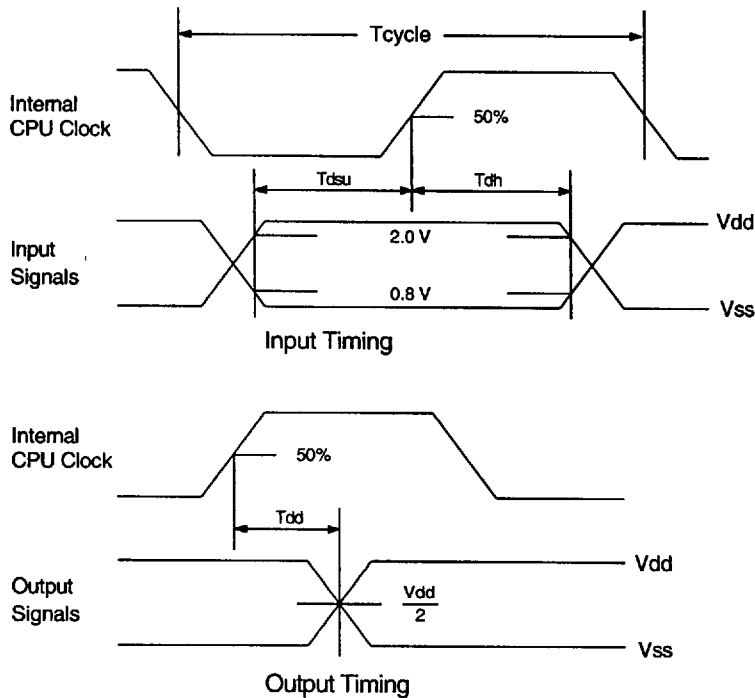 Tcycle
Internal
CPU Clock
50%
Tdsu
Tdh
Input
Signals
2.0 V
0.8 V
Vdd
Vss
Input Timing
Internal
CPU Clock
50%
Tdd
Output
Signals
Vdd
Vdd
2
Vss
Output Timing